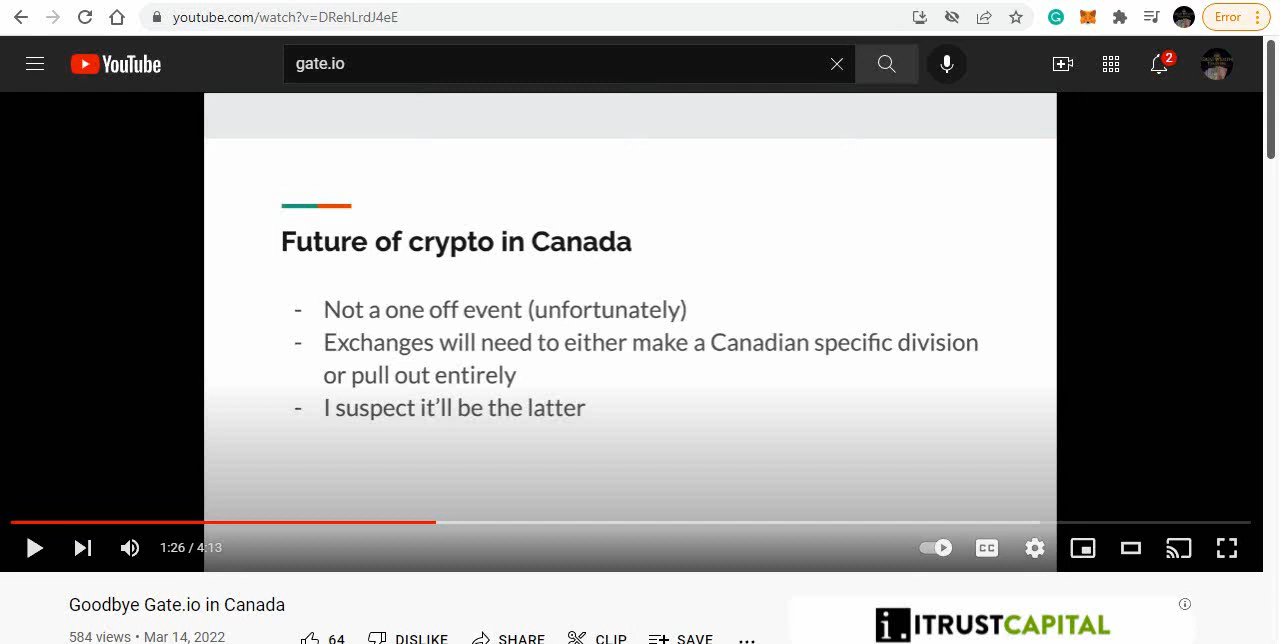 youtube.com/watch?v=DRehLrdJ4eE
Error
YouTube
gate.io
2
Future of crypto in Canada
- Not a one off event (unfortunately)
- Exchanges will need to either make a Canadian specific division
or pull out entirely
- I suspect it'll be the latter
1:26 / 4:13
CC
Goodbye Gate.io in Canada
584 views • Mar 14, 2022
64 DISLIKE SHARE CLIP SAVE ...
i. ITRUSTCAPITAL